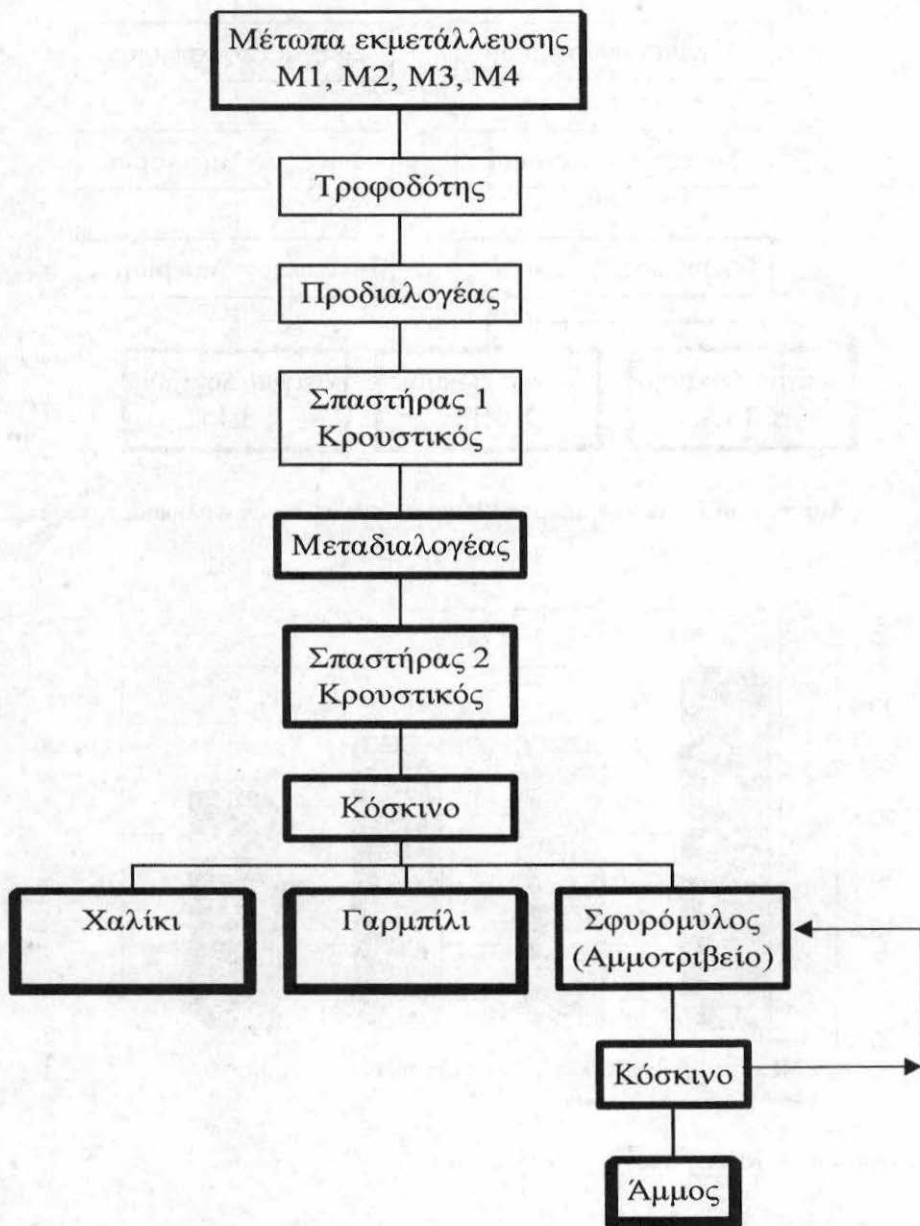 Μέτωπα εκμετάλλευσης
Μ1, Μ2, Μ3, Μ4
Τροφοδότης
Προδιαλογέας
Σπαστήρας 1
Κρουστικός
Μεταδιαλογέας
Σπαστήρας 2
Κρουστικός
Κόσκινο
Χαλίκι
Γαρμπίλι
Σφυρόμυλος
(Αμμοτριβείο)
Κόσκινο
Άμμος